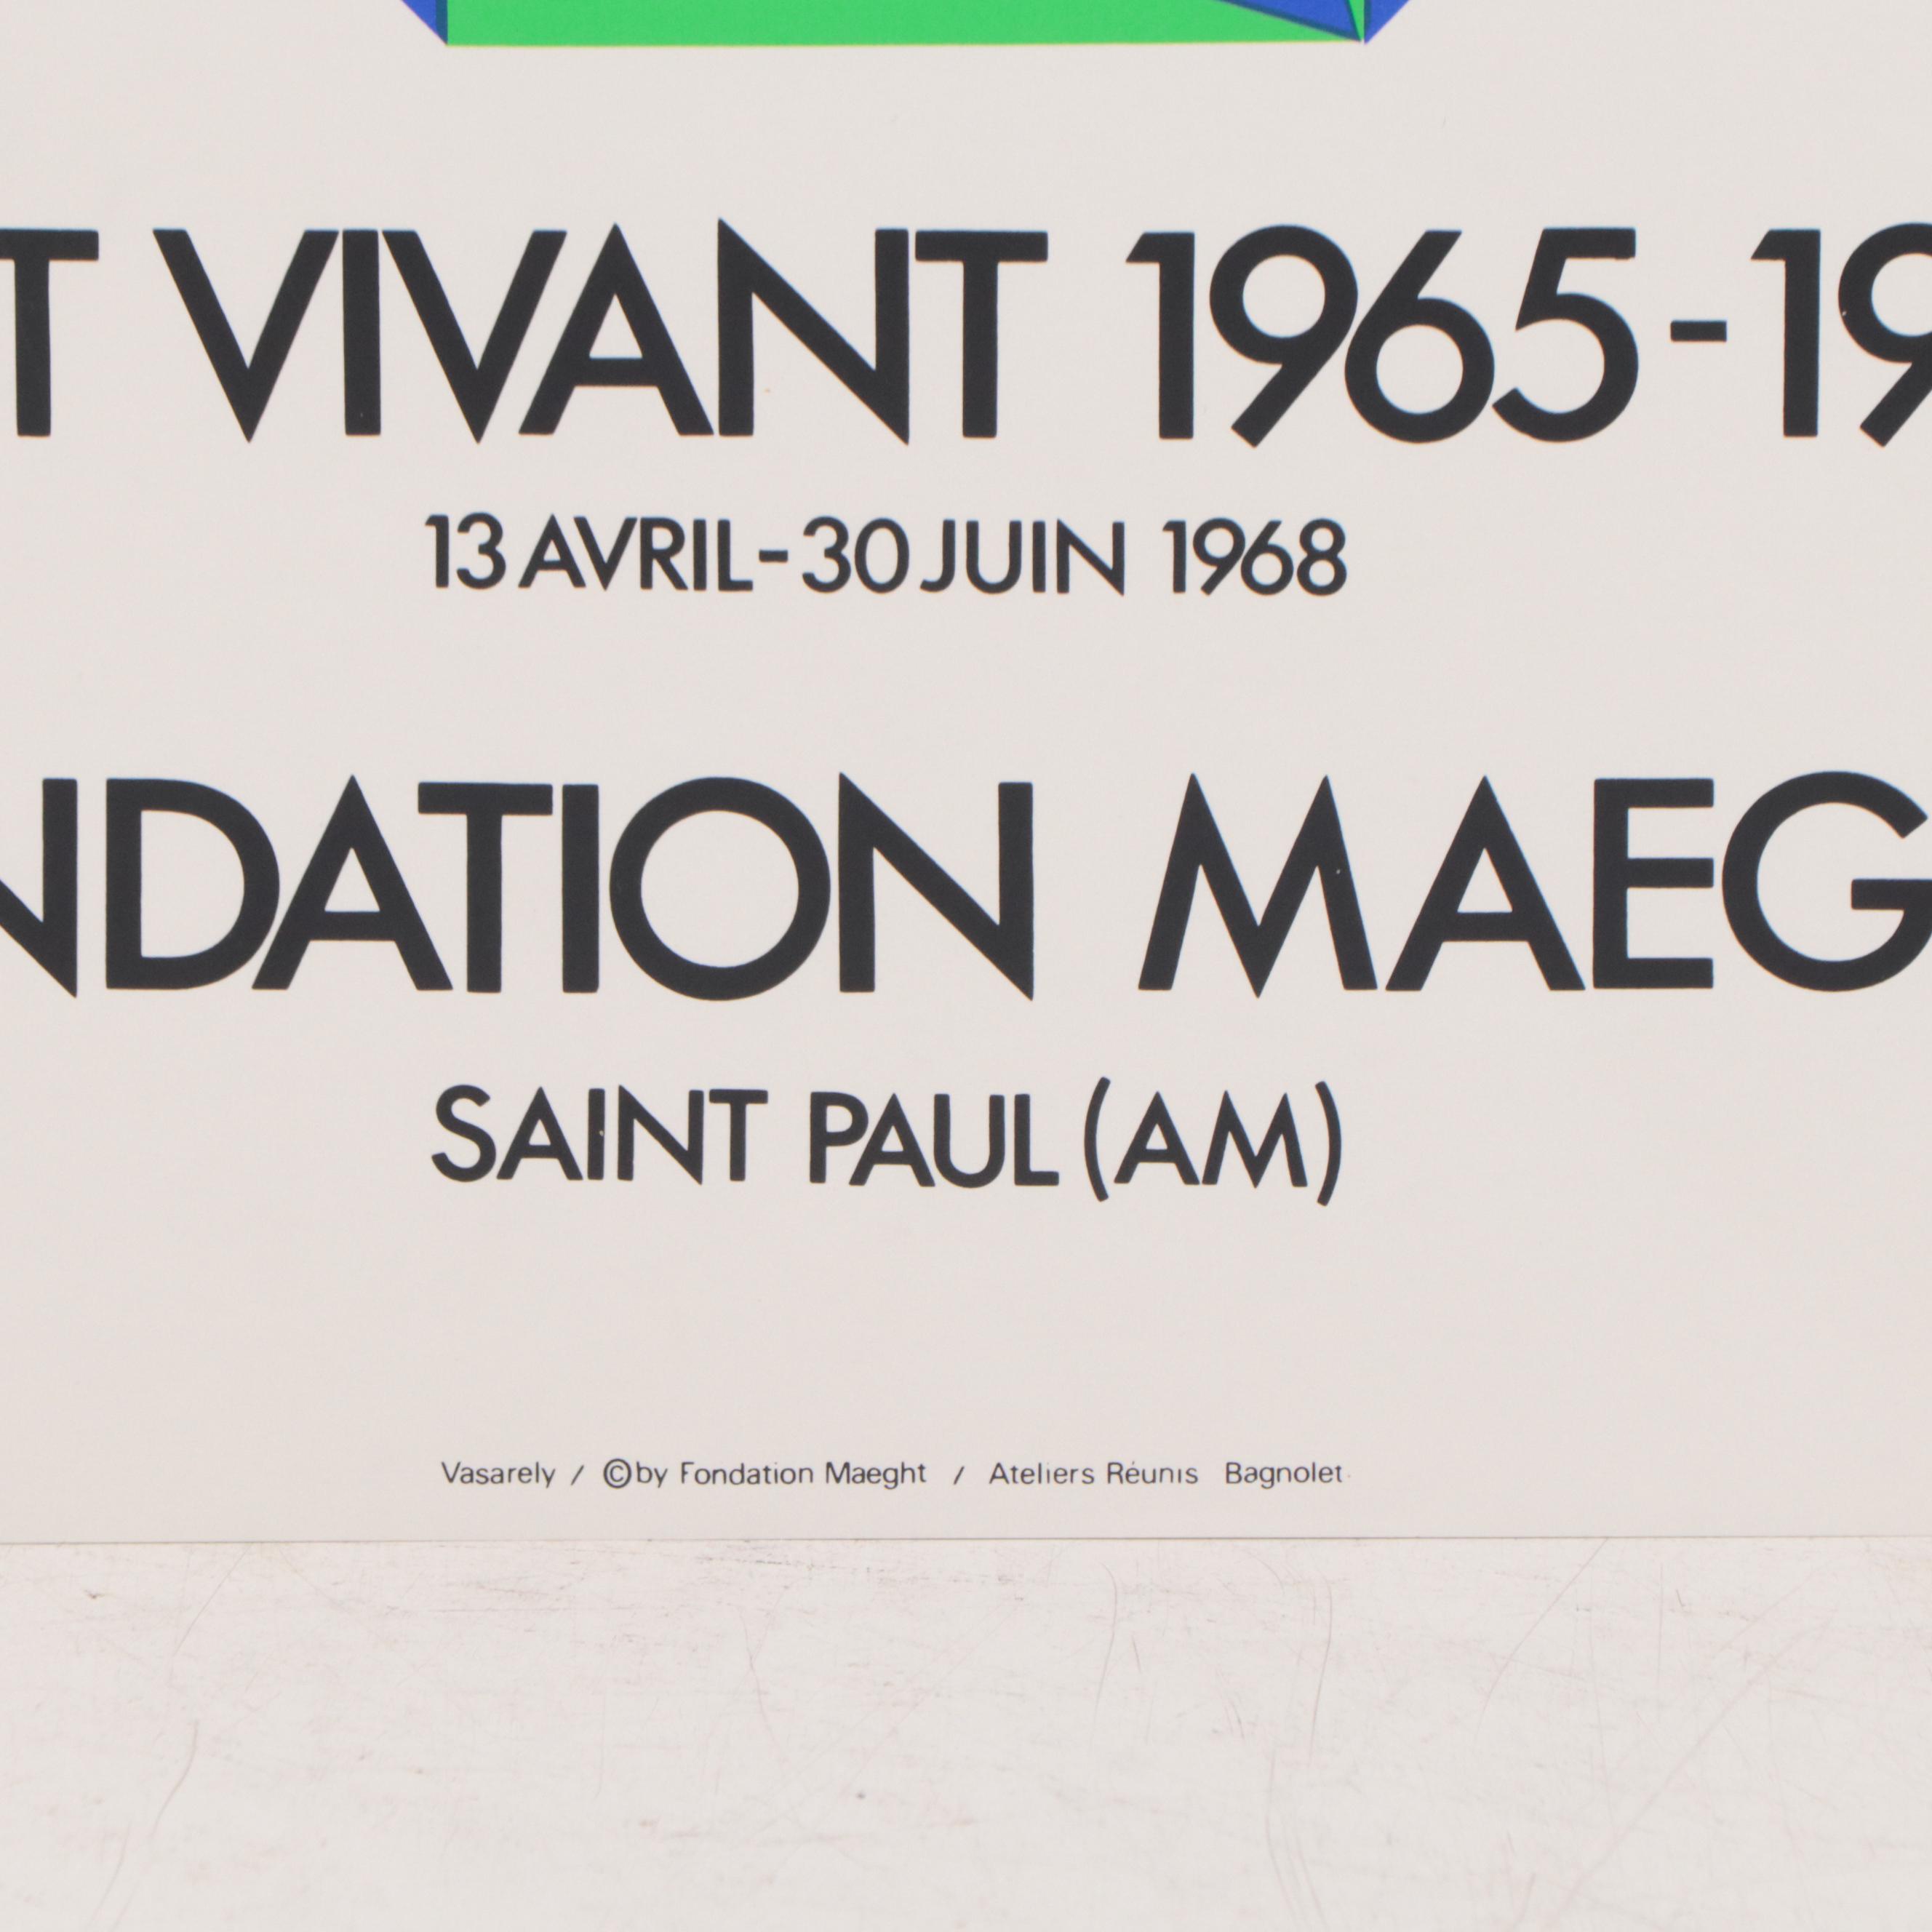 T VIVANT 1965-19
13 AVRIL-30 JUIN 1968
NDATION MAEG
SAINT PAUL (AM)
Vasarely / © by Fondation Maeght / Ateliers Réunis Bagnolet